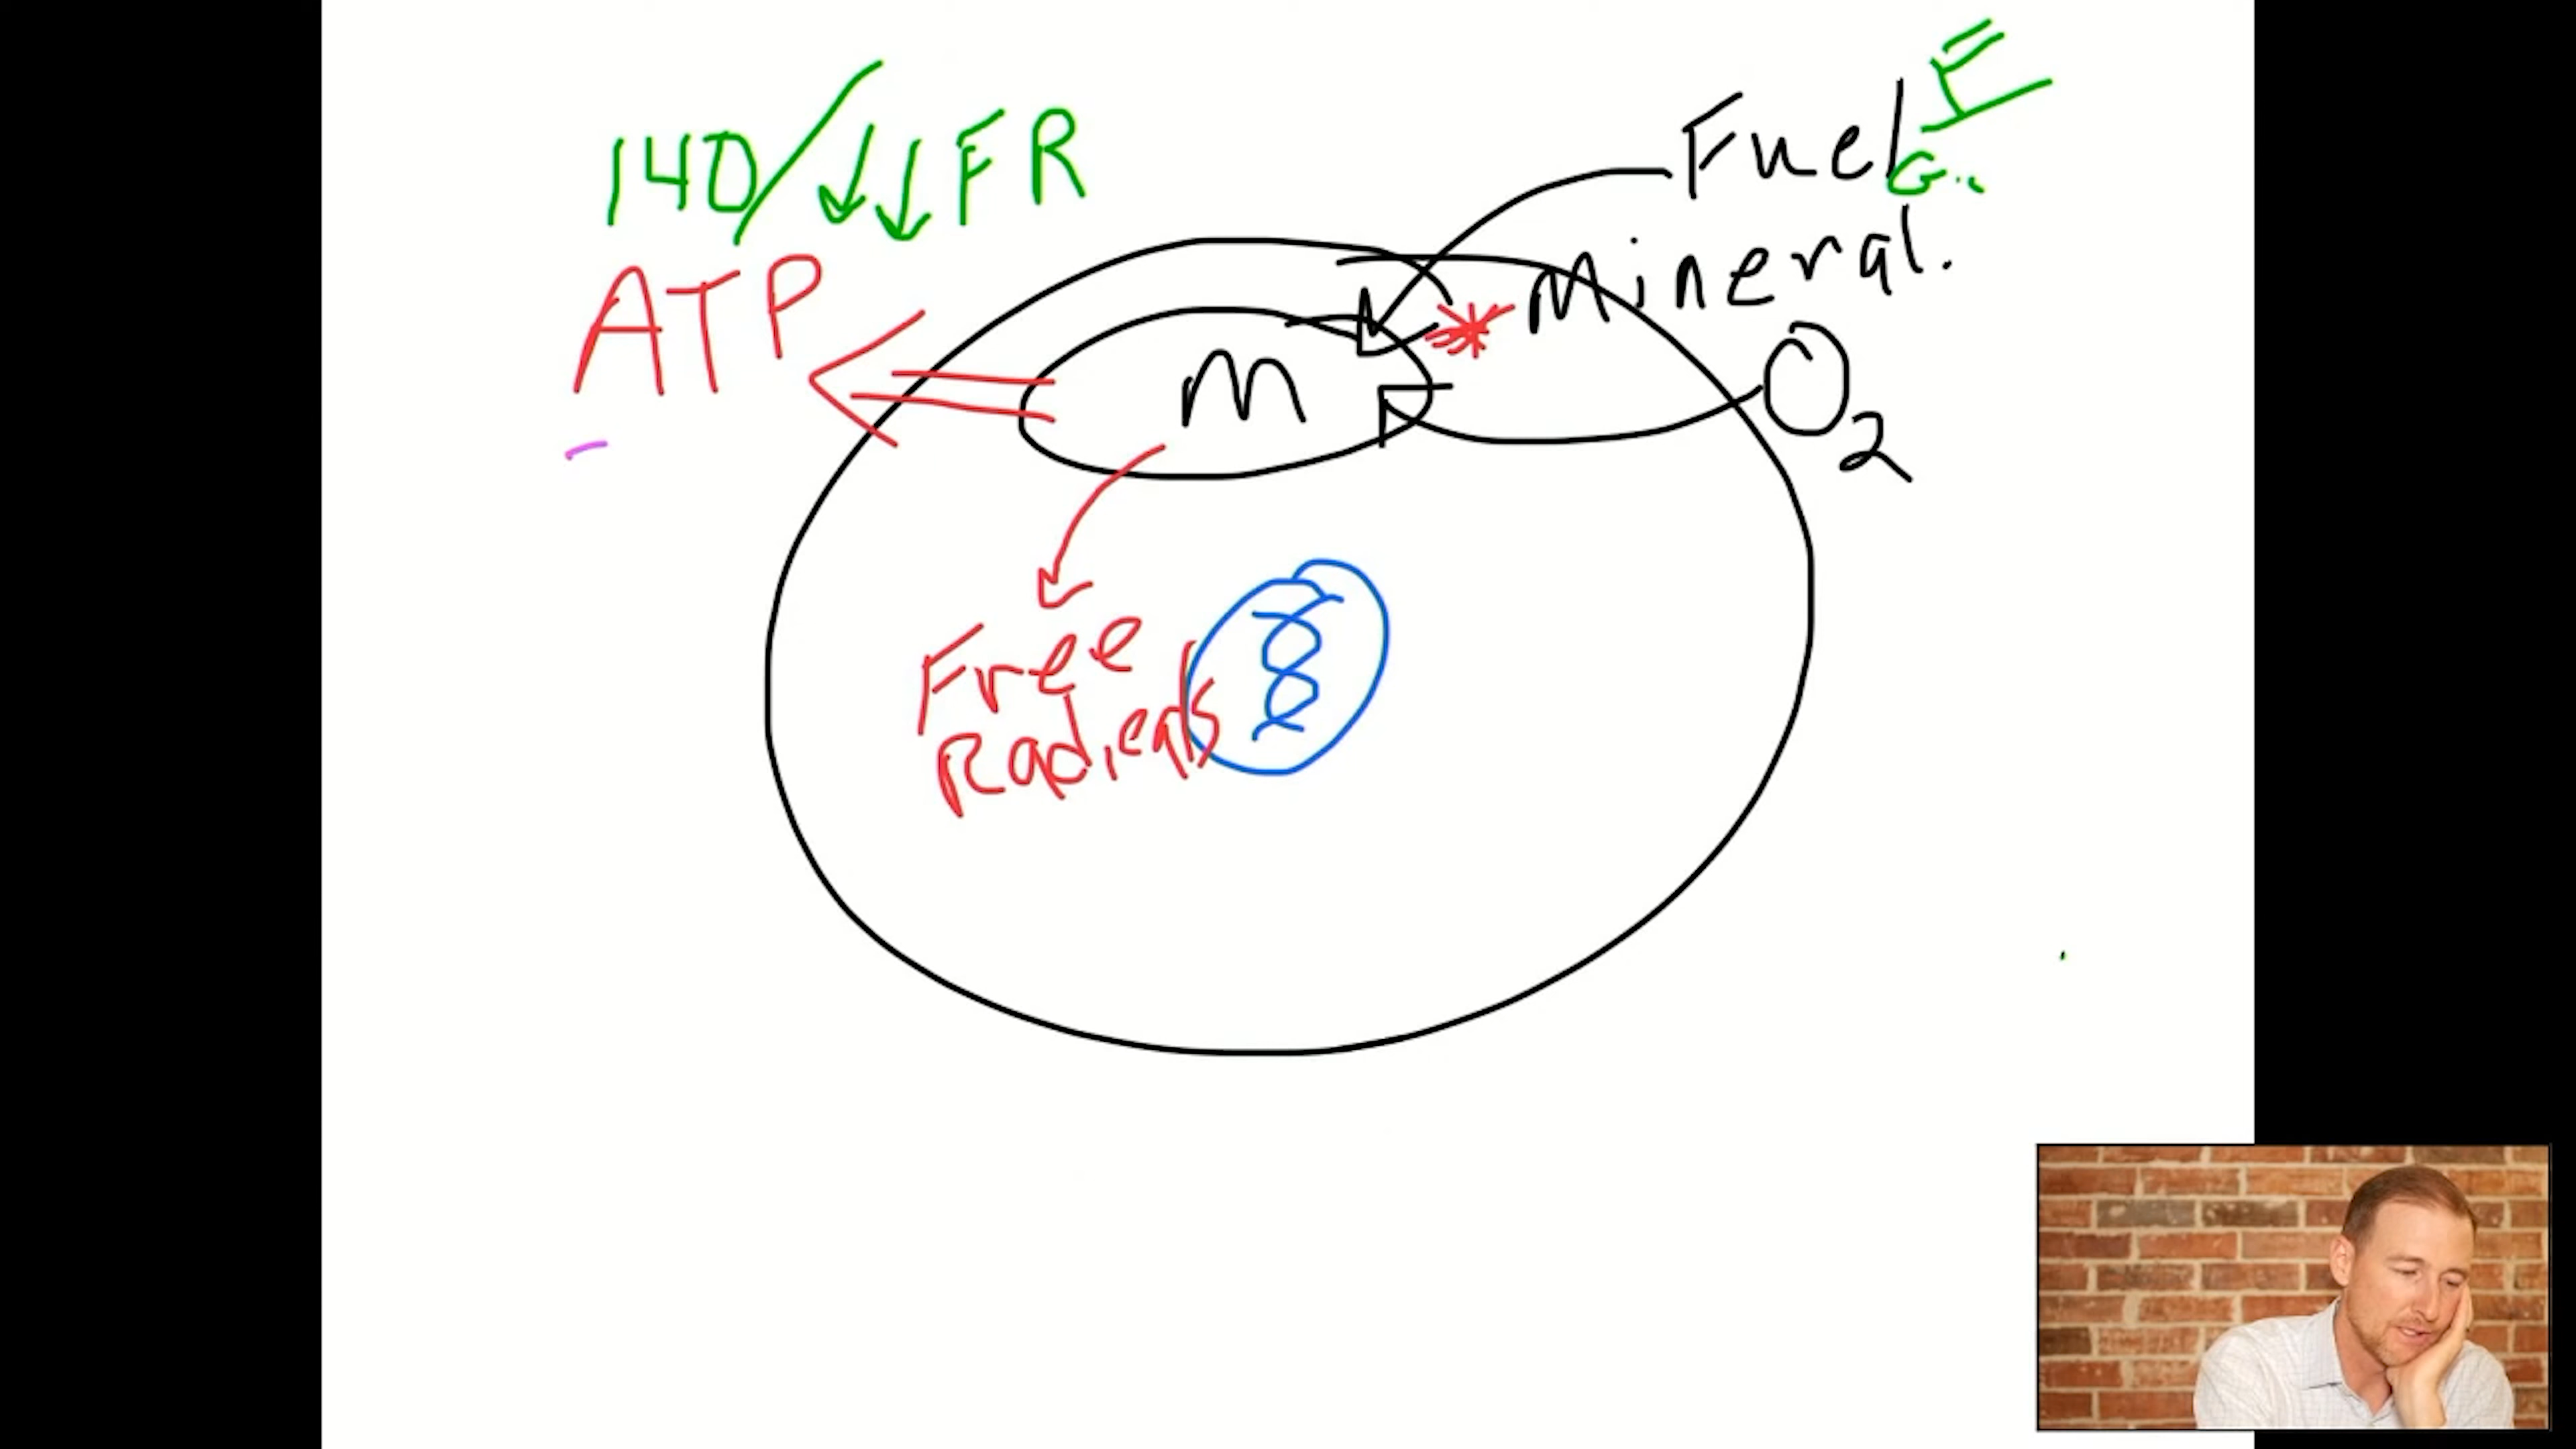 140/↓↓FR
Fuel
Mineral.
ATP
M
O2
Free
Radicals